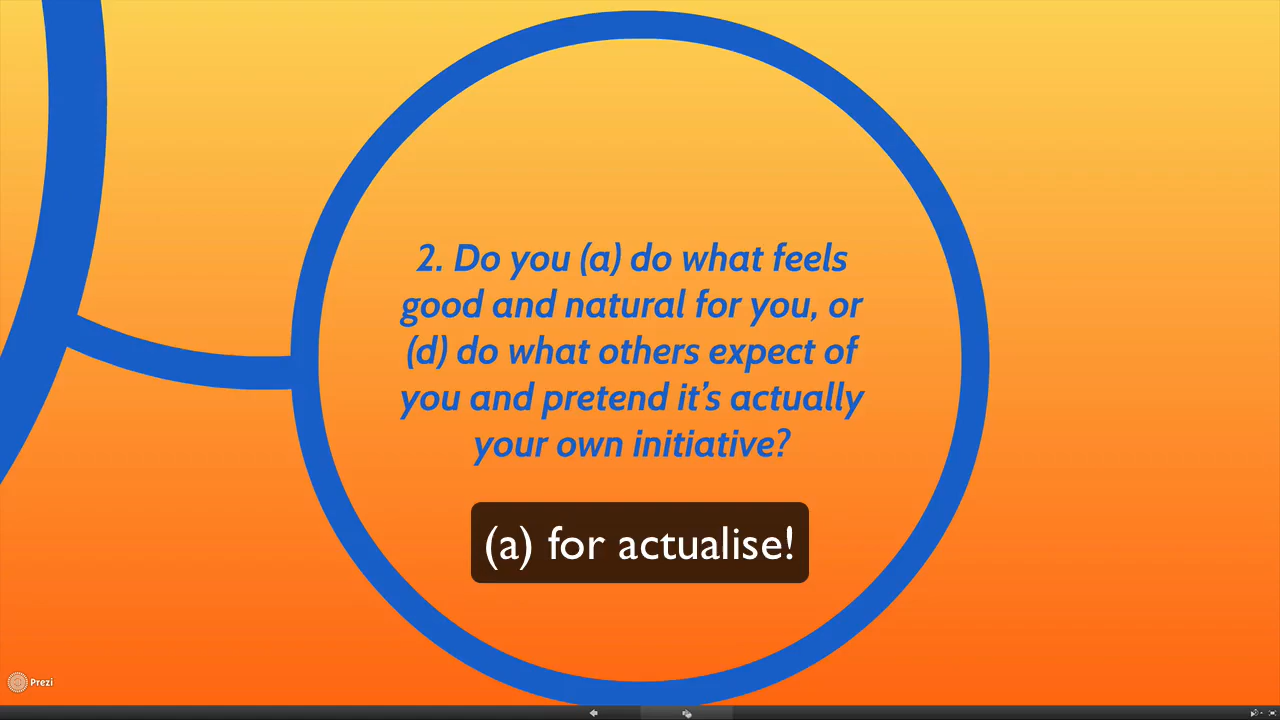 2. Do you (a) do what feels
good and natural for you, or
(d) do what others expect of
you and pretend it's actually
your own initiative?
(a) for actualise!
Prezi